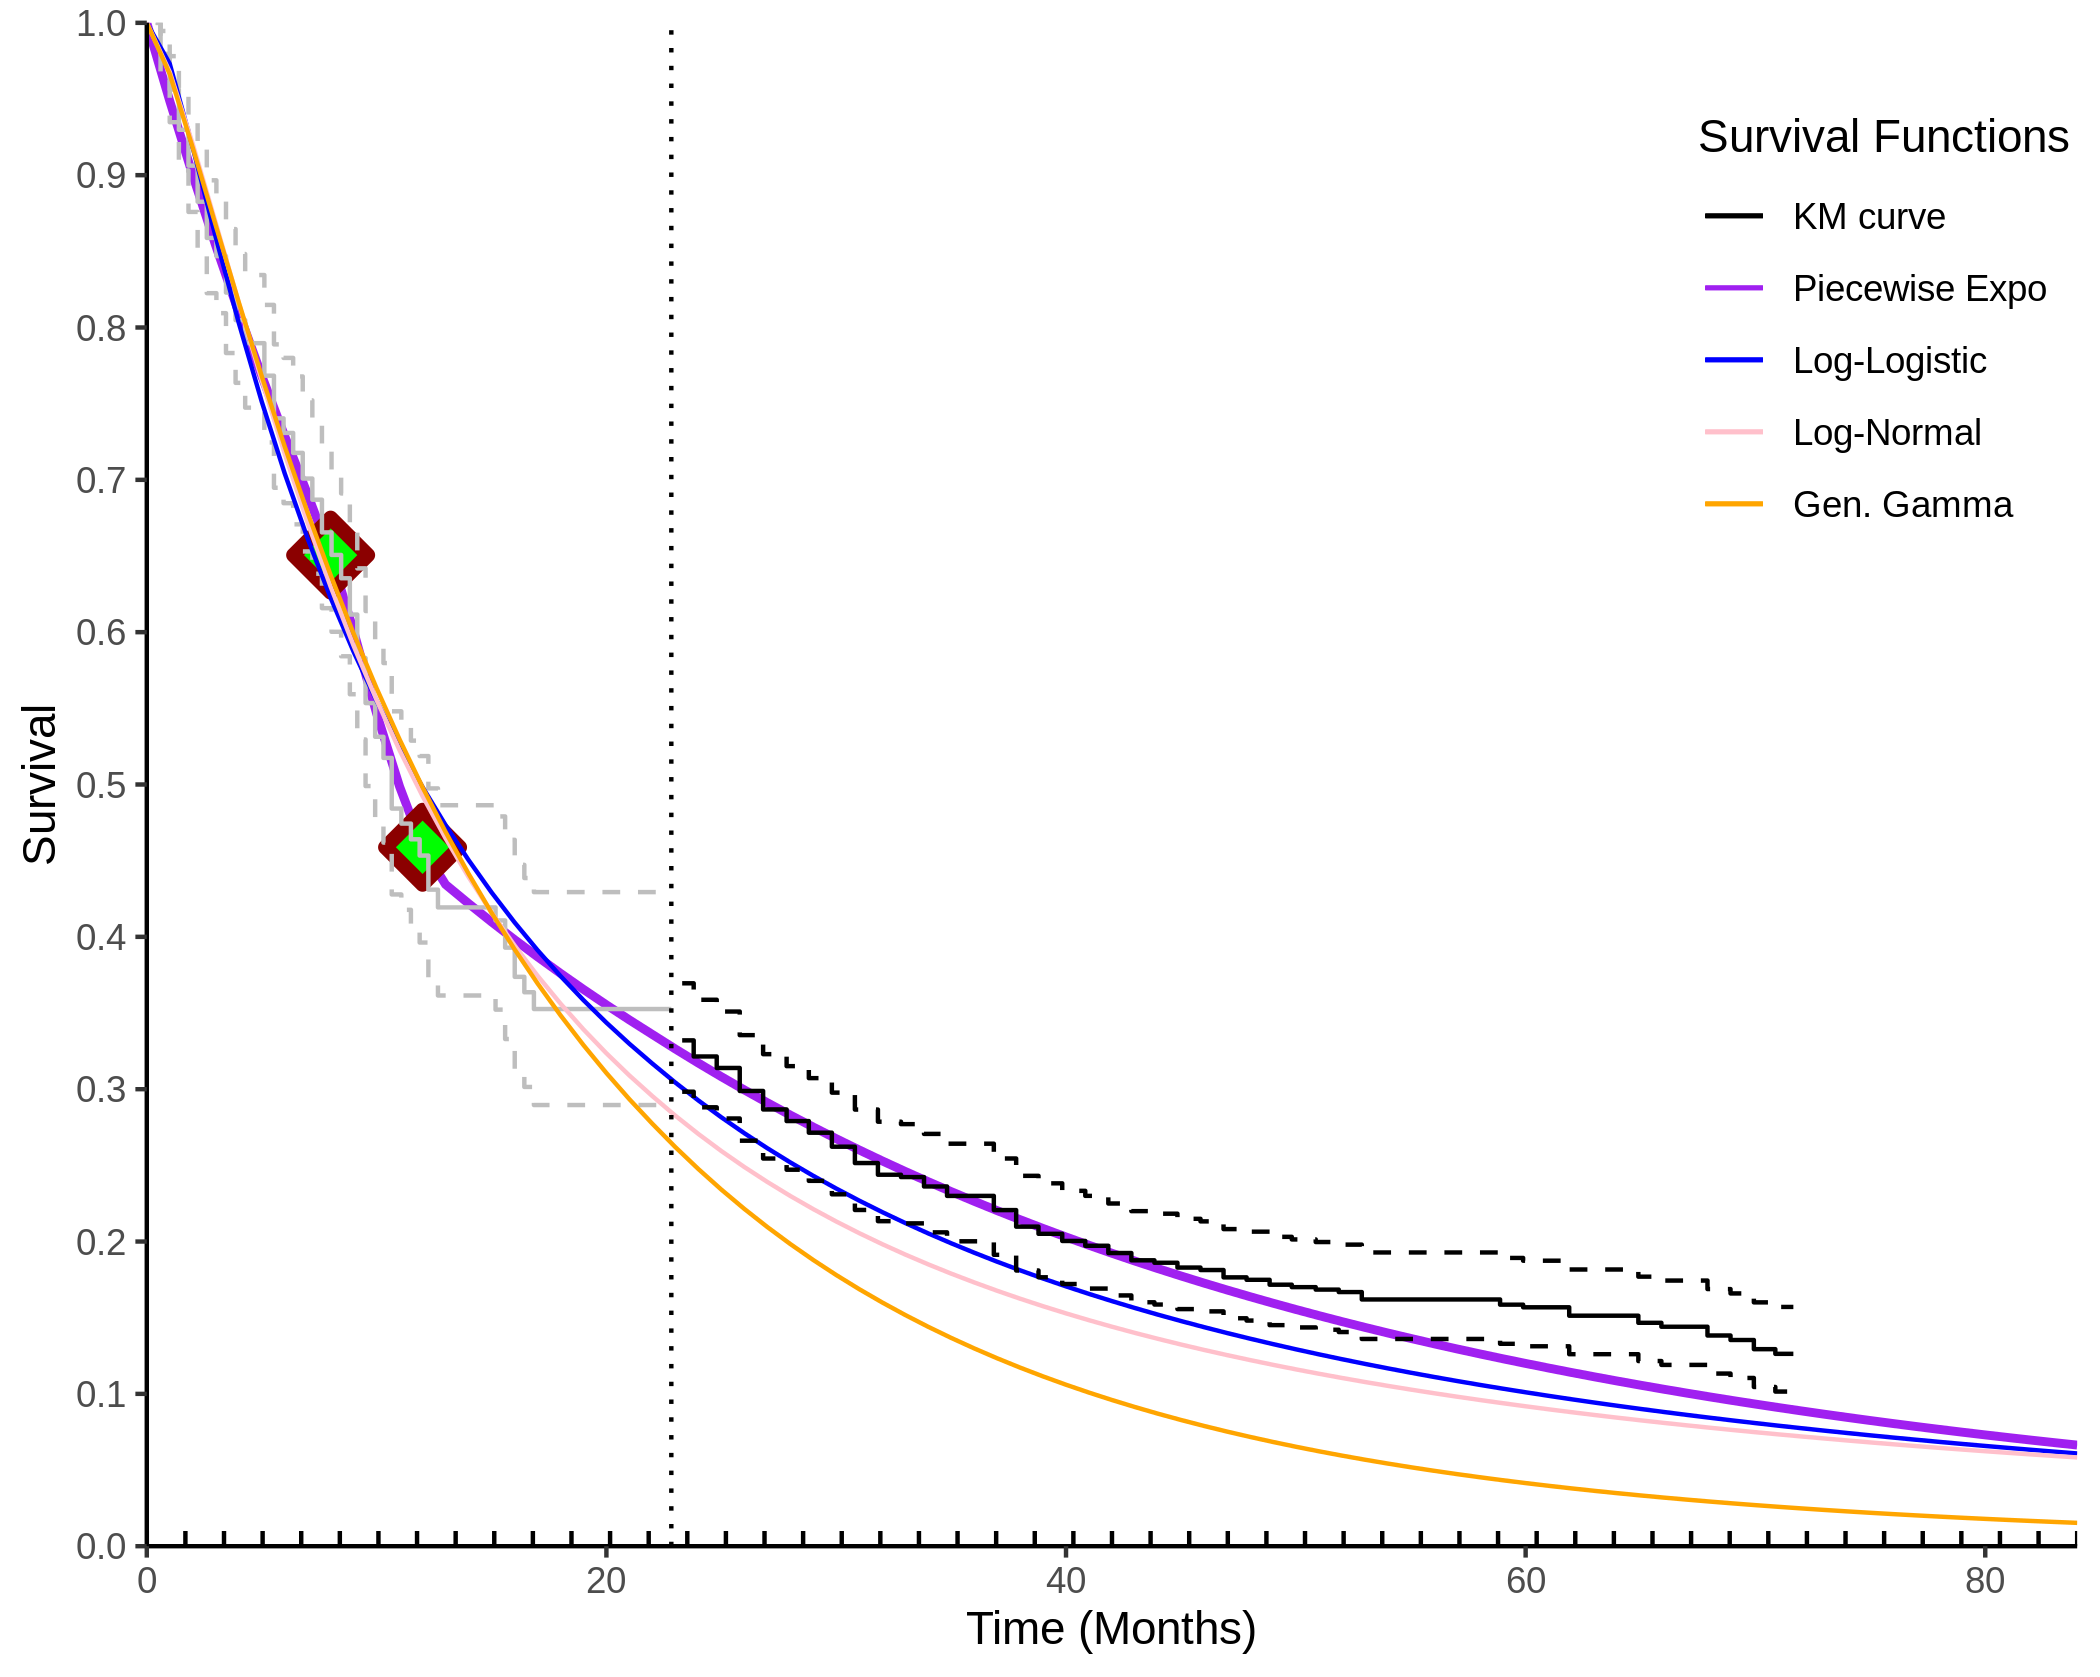 Survival Functions
KM curve
Piecewise Expo
Log-Logistic
Log-Normal
Gen. Gamma
Survival
1.0
0.9
0.8
0.7
0.6
0.5
0.4
0.3
0.2
0.1
0.0
0 20 40 60 80
Time (Months)